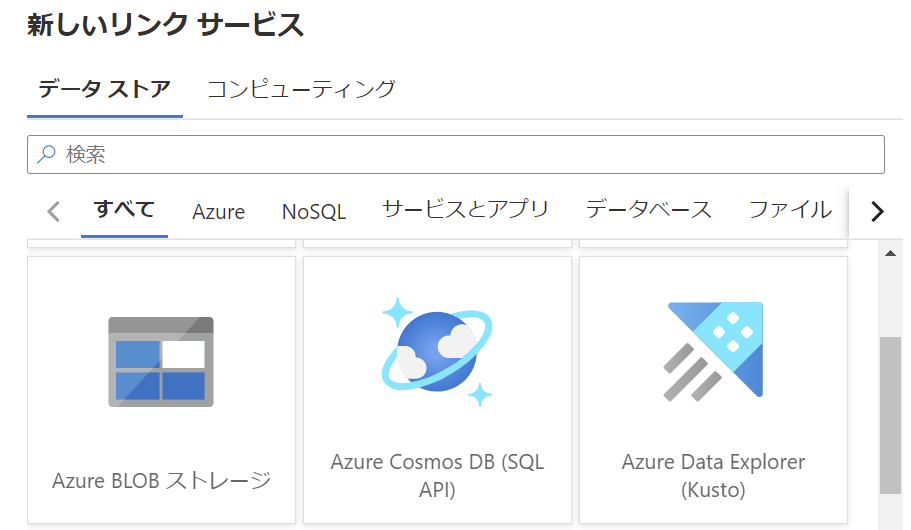 新しいリンク サービス
データ ストア コンピューティング
検索
すべて Azure NoSQL サービスとアプリ データベース ファイル
Azure BLOB ストレージ
Azure Cosmos DB (SQL
API)
Azure Data Explorer
(Kusto)